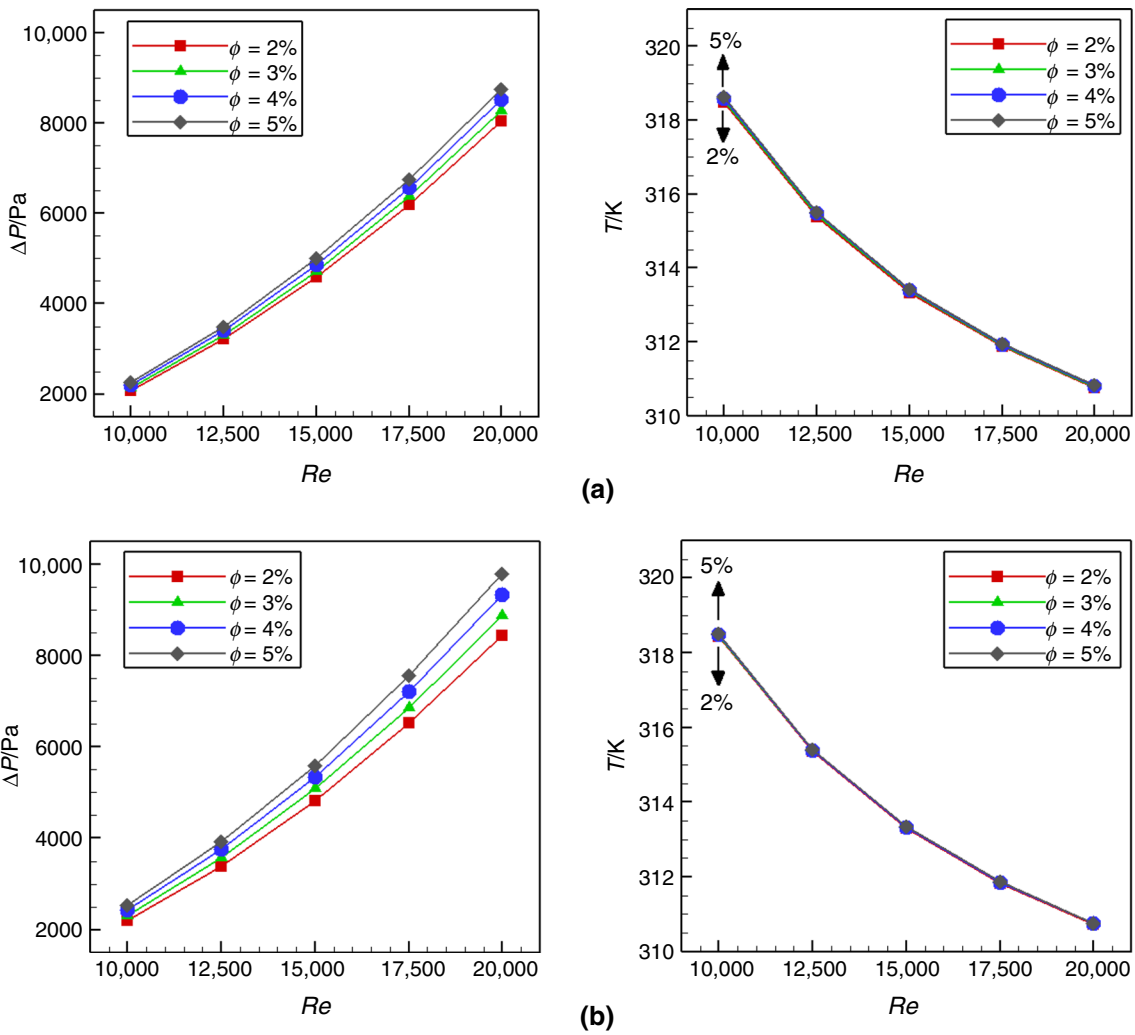 10,000
8000
6000
4000
2000
ΔP/Pa
ϕ = 2%
ϕ = 3%
ϕ = 4%
ϕ = 5%
10,000 12,500 15,000 17,500 20,000
Re
320
318
316
314
312
310
T/K
5%
2%
ϕ = 2%
ϕ = 3%
ϕ = 4%
ϕ = 5%
10,000 12,500 15,000 17,500 20,000
Re
(a)
10,000
8000
6000
4000
2000
ΔP/Pa
ϕ = 2%
ϕ = 3%
ϕ = 4%
ϕ = 5%
10,000 12,500 15,000 17,500 20,000
Re
320
318
316
314
312
310
T/K
5%
2%
ϕ = 2%
ϕ = 3%
ϕ = 4%
ϕ = 5%
10,000 12,500 15,000 17,500 20,000
Re
(b)